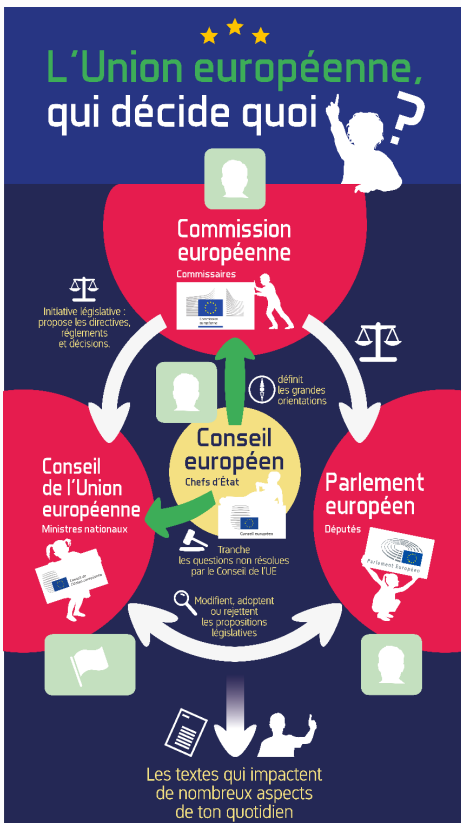 L'Union européenne,
qui décide quoi ?
Commission
européenne
Commissaires
Initiative législative :
propose les directives,
règlements
et décisions.
définit
les grandes
orientations
Conseil
européen
Chefs d'État
Conseil européen
Conseil
de l'Union
européenne
Ministres nationaux
Parlement
européen
Députés
Parlement Européen
Tranche
les questions non résolues
par le Conseil de l'UE
Modifient, adoptent
ou rejettent
les propositions
législatives
Les textes qui impactent
de nombreux aspects
de ton quotidien